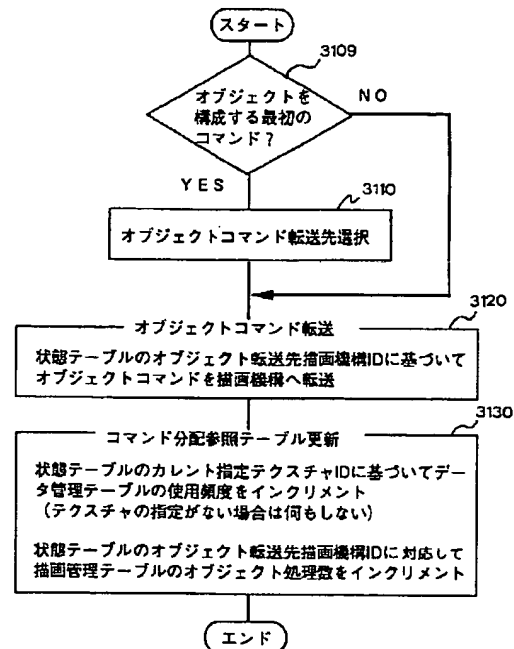 スタート
3109
オブジェクトを
構成する最初の
コマンド?
NO
YES
3110
オブジェクトコマンド転送先選択
3120
オブジェクトコマンド転送
状態テーブルのオブジェクト転送先描画機構IDに基づいて
オブジェクトコマンドを描画機構へ転送
3130
コマンド分配参照テーブル更新
状態テーブルのカレント指定テクスチャIDに基づいてデー
タ管理テーブルの使用頻度をインクリメント
(テクスチャの指定がない場合は何もしない)
状態テーブルのオブジェクト転送先描画機構IDに対応して
描画管理テーブルのオブジェクト処理数をインクリメント
エンド